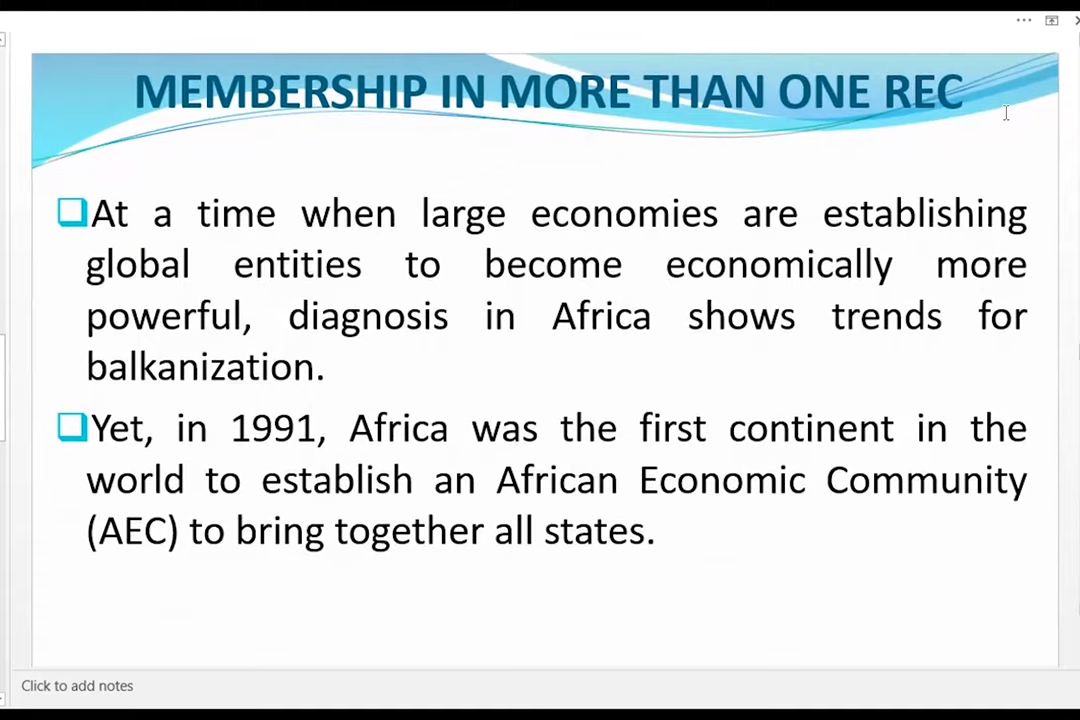 MEMBERSHIP IN MORE THAN ONE REC
At a time when large economies are establishing
global entities to become economically more
powerful, diagnosis in Africa shows trends for
balkanization.
Yet, in 1991, Africa was the first continent in the
world to establish an African Economic Community
(AEC) to bring together all states.
Click to add notes